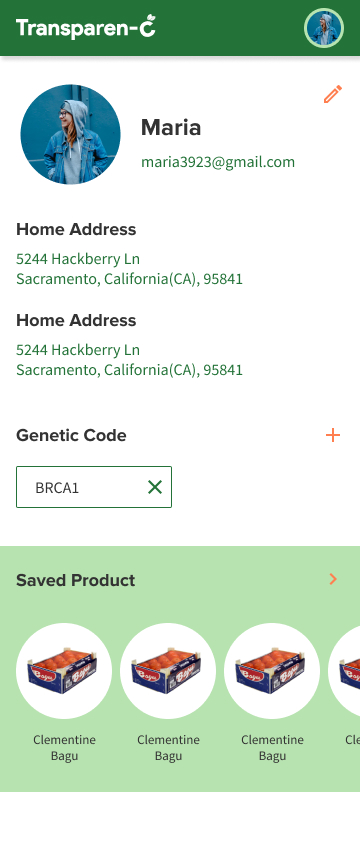 Transparen-C
Maria
maria3923@gmail.com
Home Address
5244 Hackberry Ln
Sacramento, California(CA), 95841
Home Address
5244 Hackberry Ln
Sacramento, California(CA), 95841
Genetic Code
BRCA1
Saved Product
Clementine
Bagu
Clementine
Bagu
Clementine
Bagu
Cle